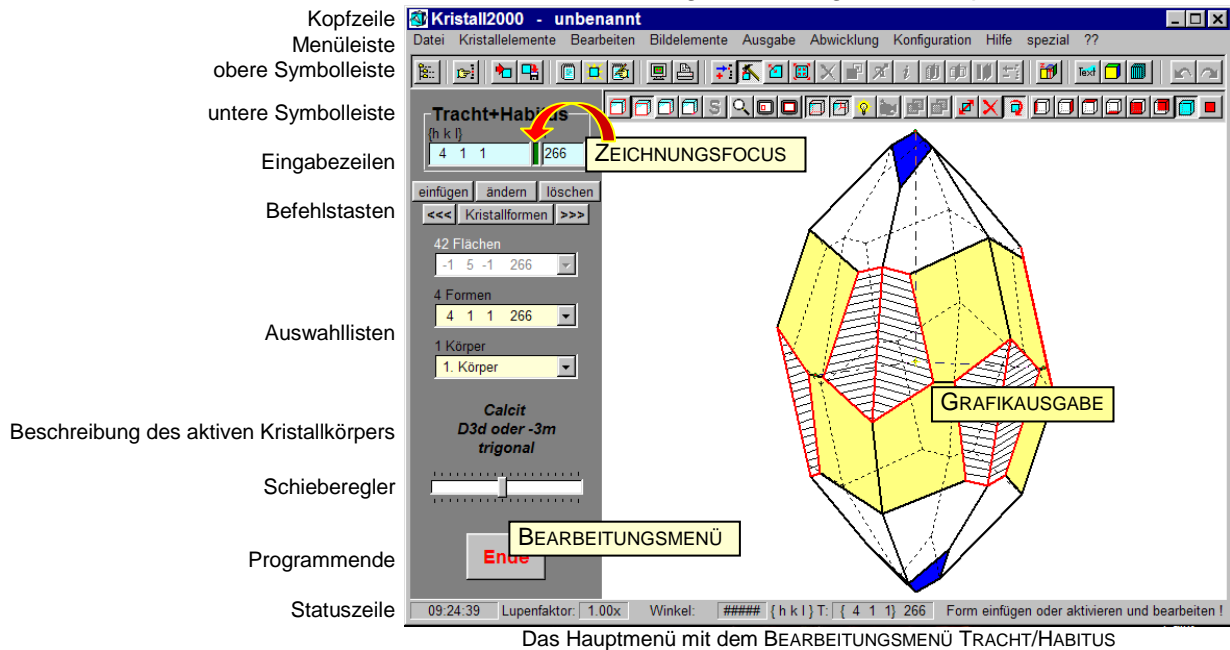 Kopfzeile
Kristall2000 - unbenannt
Menüleiste
Datei Kristallelemente Bearbeiten Bildelemente Ausgabe Abwicklung Konfiguration Hilfe spezial ??
obere Symbolleiste
Text
untere Symbolleiste
S
Tracht+Habitus
{h k l}
Eingabezeilen
4 1 1 266
ZEICHNUNGSFOCUS
einfügen ändern löschen
Befehlstasten
<<< Kristallformen >>>
42 Flächen
-1 5 -1 266
4 Formen
4 1 1 266
Auswahllisten
1 Körper
1. Körper
GRAFIKAUSGABE
Calcit
Beschreibung des aktiven Kristallkörpers
D3d oder -3m
trigonal
Schieberegler
BEARBEITUNGSMENÜ
Programmende
Ende
Statuszeile
09:24:39 Lupenfaktor: 1.00x Winkel: ##### { h k l } T: { 4 1 1} 266 Form einfügen oder aktivieren und bearbeiten !
Das Hauptmenü mit dem BEARBEITUNGSMENÜ TRACHT/HABITUS